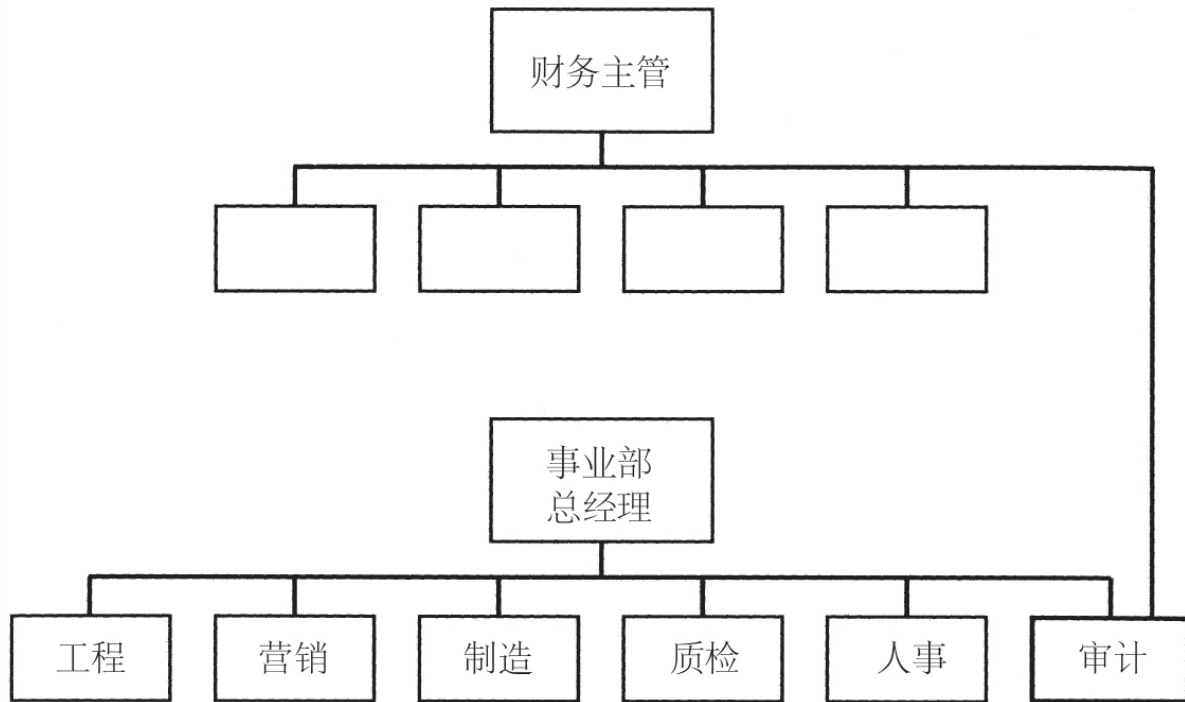 财务主管
事业部
总经理
工程
营销
制造
质检
人事
审计